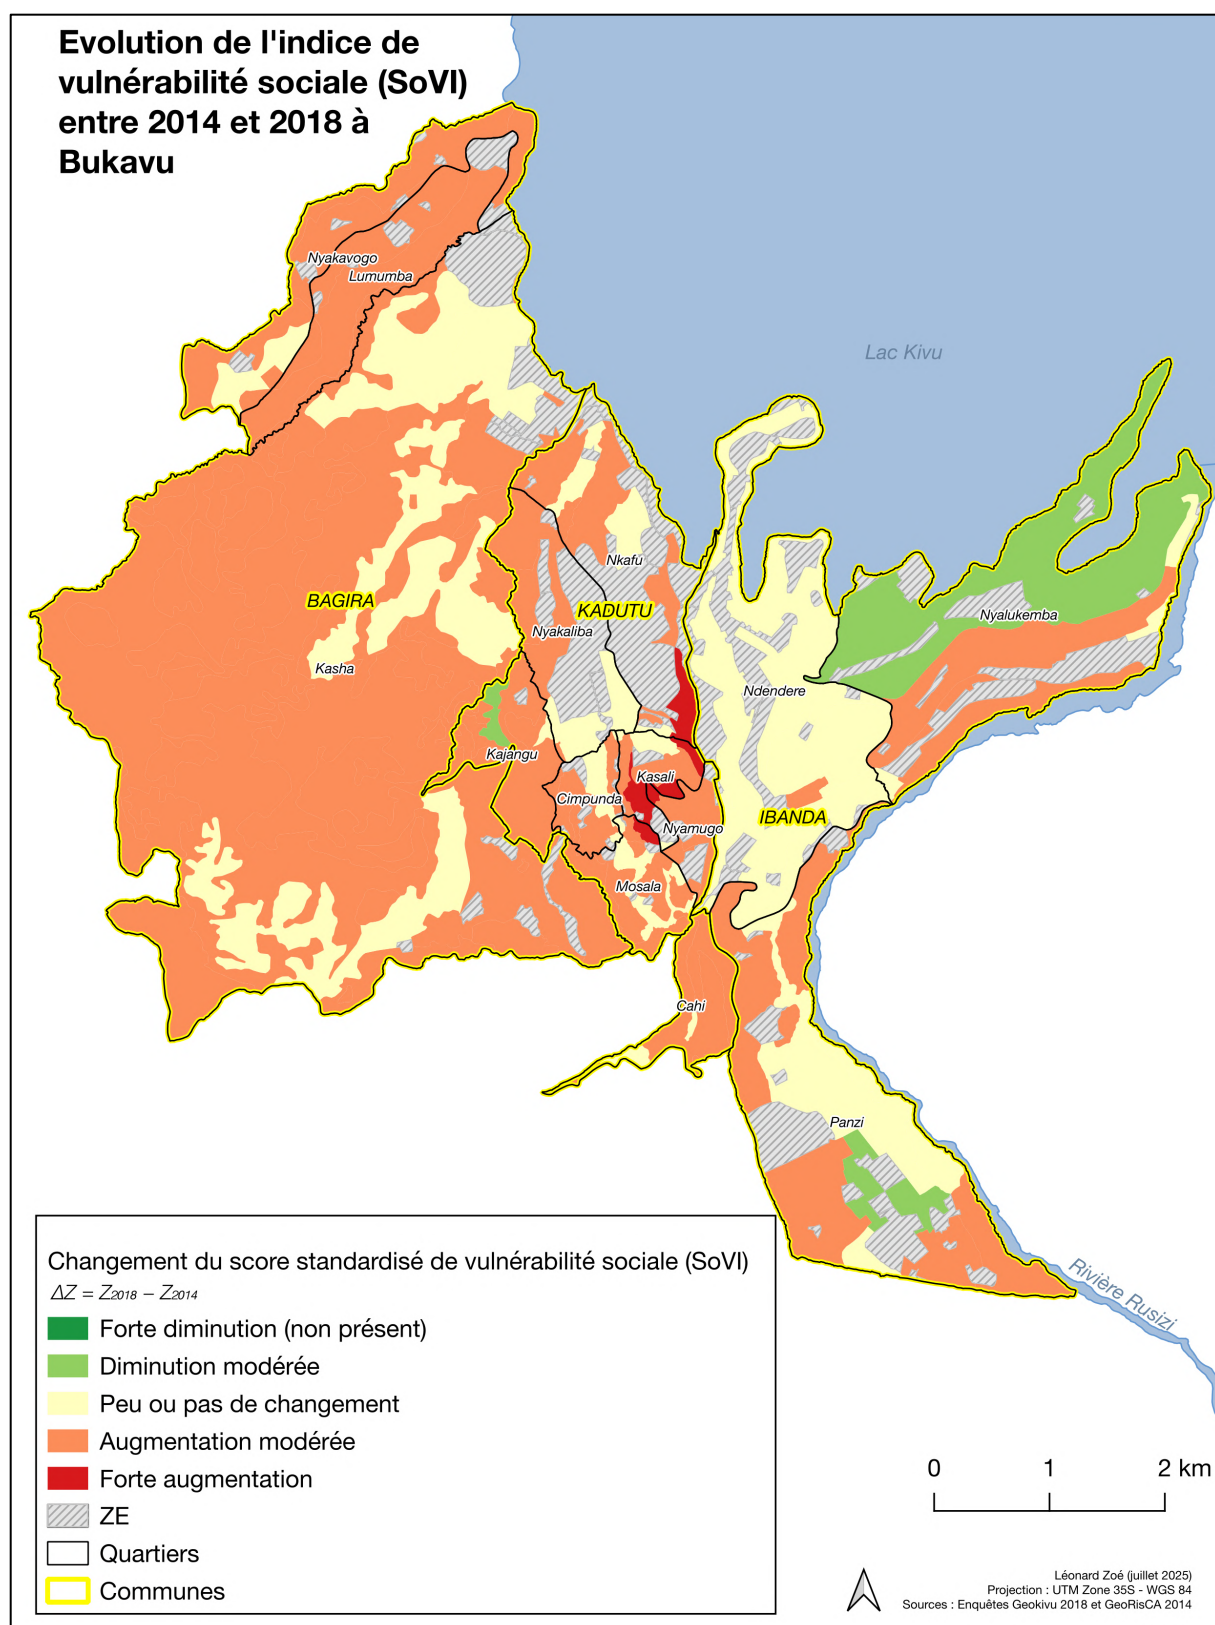 Evolution de l'indice de
vulnérabilité sociale (SoVI)
entre 2014 et 2018 à
Bukavu
Nyakavogo
Lumumba
Lac Kivu
Nkafu
BAGIRA
KADUTU
Nyalukemba
Nyakaliba
Kasha
Ndendere
Kajangu
Kasali
Cimpunda
IBANDA
Nyamugo
Mosala
Cahi
Panzi
Rivière Rusizi
Changement du score standardisé de vulnérabilité sociale (SoVI)
ΔZ = Z2018 − Z2014
Forte diminution (non présent)
Diminution modérée
Peu ou pas de changement
Augmentation modérée
Forte augmentation
ZE
Quartiers
Communes
0 1 2 km
Léonard Zoé (juillet 2025)
Projection : UTM Zone 35S - WGS 84
Sources : Enquêtes Geokivu 2018 et GeoRisCA 2014